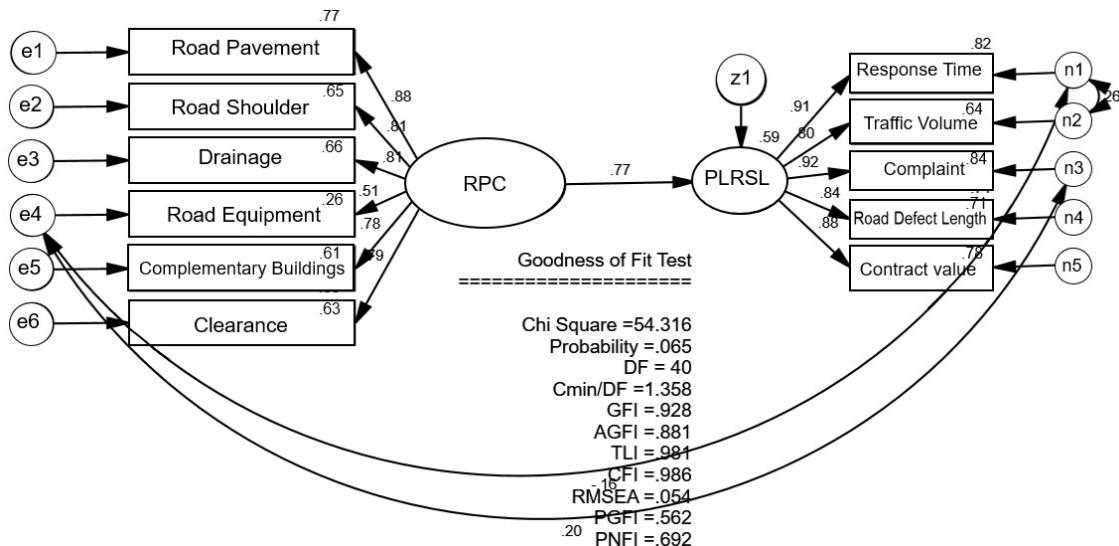 .77
e1
Road Pavement
.88
e2
Road Shoulder
.65
.81
e3
Drainage
.66
.81
e4
Road Equipment
.26
.51
e5
Complementary Buildings
.61
.78
e6
Clearance
.63
RPC
.77
z1
.59
PLRSL
.82
Response Time
n1
.91
.64
Traffic Volume
n2
.26
.80
.84
Complaint
n3
.92
.71
Road Defect Length
n4
.84
.78
Contract value
n5
.88
Goodness of Fit Test
=====================
Chi Square =54.316
Probability =.065
DF = 40
Cmin/DF =1.358
GFI =.928
AGFI =.881
TLI =.981
CFI =.986
-.16
RMSEA =.054
PGFI =.562
.20
PNFI =.692